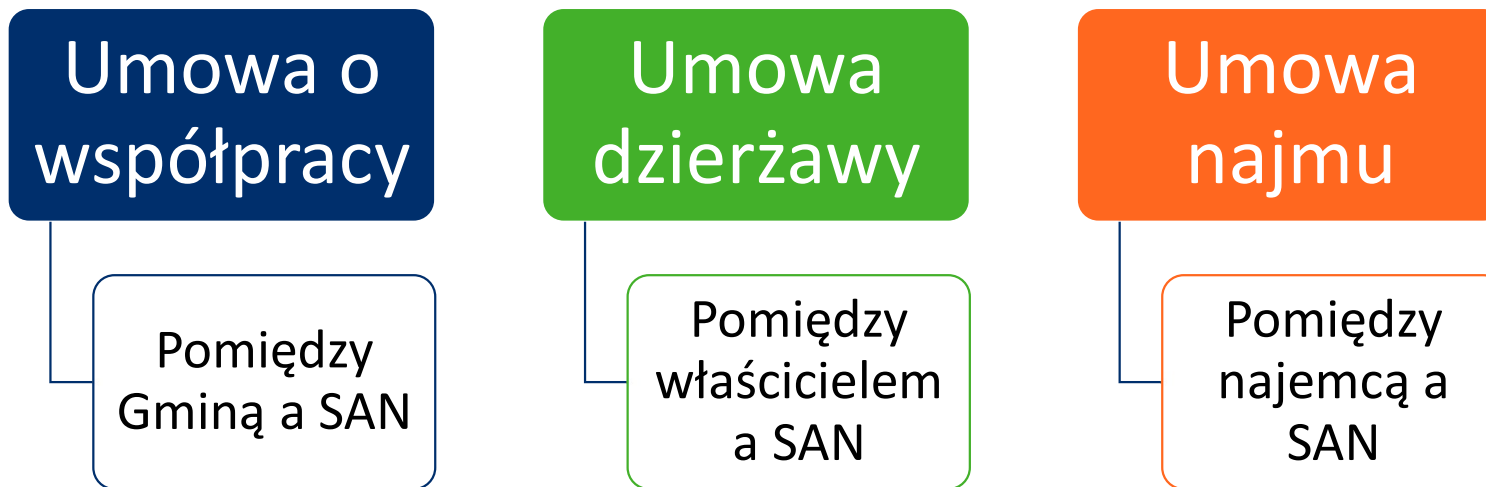 Umowa o
współpracy
Pomiędzy
Gminą a SAN
Umowa
dzierżawy
Pomiędzy
właścicielem
a SAN
Umowa
najmu
Pomiędzy
najemcą a
SAN